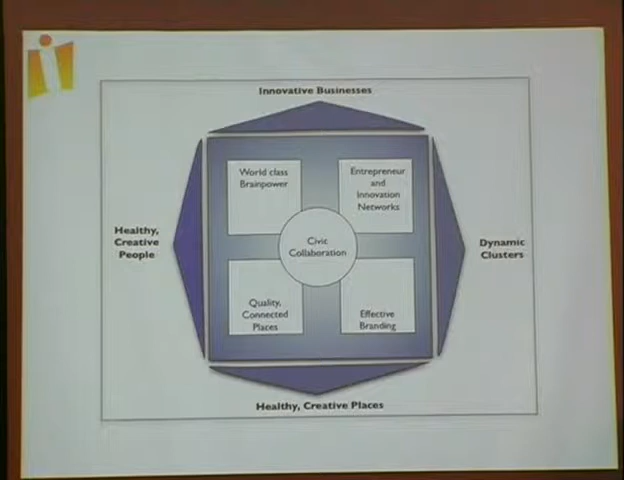 Innovative Businesses
World class
Brainpower
Entrepreneur
and
Innovation
Networks
Healthy,
Creative
People
Civic
Collaboration
Dynamic
Clusters
Quality,
Connected
Places
Effective
Branding
Healthy, Creative Places